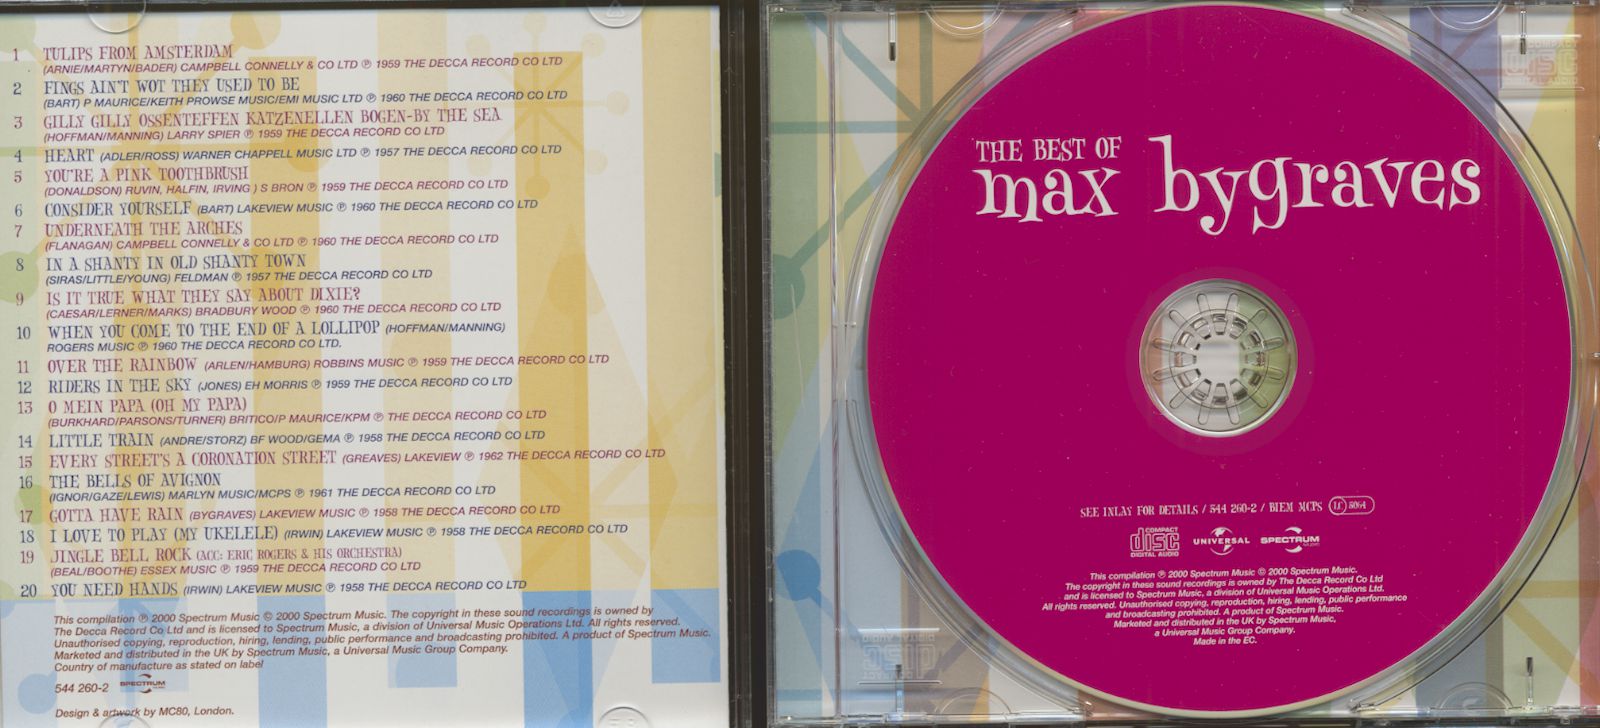 1 TULIPS FROM AMSTERDAM
(ARNIE/MARTYN/BADER) CAMPBELL CONNELLY & CO LTD ℗ 1959 THE DECCA RECORD CO LTD
2 FINGS AIN'T WOT THEY USED TO BE
(BART) P MAURICE/KEITH PROWSE MUSIC/EMI MUSIC LTD ℗ 1960 THE DECCA RECORD CO LTD
3 GILLY GILLY OSSENTEFFEN KATZENELLEN BOGEN-BY THE SEA
(HOFFMAN/MANNING) LARRY SPIER ℗ 1959 THE DECCA RECORD CO LTD
4 HEART (ADLER/ROSS) WARNER CHAPPELL MUSIC LTD ℗ 1957 THE DECCA RECORD CO LTD
5 YOU'RE A PINK TOOTHBRUSH
(DONALDSON) RUVIN, HALFIN, IRVING ) S BRON ℗ 1959 THE DECCA RECORD CO LTD
6 CONSIDER YOURSELF (BART) LAKEVIEW MUSIC ℗ 1960 THE DECCA RECORD CO LTD
7 UNDERNEATH THE ARCHES
(FLANAGAN) CAMPBELL CONNELLY & CO LTD ℗ 1960 THE DECCA RECORD CO LTD
8 IN A SHANTY IN OLD SHANTY TOWN
(SIRAS/LITTLE/YOUNG) FELDMAN ℗ 1957 THE DECCA RECORD CO LTD
9 IS IT TRUE WHAT THEY SAY ABOUT DIXIE?
(CAESAR/LERNER/MARKS) BRADBURY WOOD ℗ 1960 THE DECCA RECORD CO LTD
10 WHEN YOU COME TO THE END OF A LOLLIPOP (HOFFMAN/MANNING)
ROGERS MUSIC ℗ 1960 THE DECCA RECORD CO LTD.
11 OVER THE RAINBOW (ARLEN/HAMBURG) ROBBINS MUSIC ℗ 1959 THE DECCA RECORD CO LTD
12 RIDERS IN THE SKY (JONES) EH MORRIS ℗ 1959 THE DECCA RECORD CO LTD
13 O MEIN PAPA (OH MY PAPA)
(BURKHARD/PARSONS/TURNER) BRITICO/P MAURICE/KPM ℗ THE DECCA RECORD CO LTD
14 LITTLE TRAIN (ANDRE/STORZ) BF WOOD/GEMA ℗ 1958 THE DECCA RECORD CO LTD
15 EVERY STREET'S A CORONATION STREET (GREAVES) LAKEVIEW ℗ 1962 THE DECCA RECORD CO LTD
16 THE BELLS OF AVIGNON
(IGNOR/GAZE/LEWIS) MARLYN MUSIC/MCPS ℗ 1961 THE DECCA RECORD CO LTD
17 GOTTA HAVE RAIN (BYGRAVES) LAKEVIEW MUSIC ℗ 1958 THE DECCA RECORD CO LTD
18 I LOVE TO PLAY (MY UKELELE) (IRWIN) LAKEVIEW MUSIC ℗ 1958 THE DECCA RECORD CO LTD
19 JINGLE BELL ROCK (ACC: ERIC ROGERS & HIS ORCHESTRA)
(BEAL/BOOTHE) ESSEX MUSIC ℗ 1959 THE DECCA RECORD CO LTD
20 YOU NEED HANDS (IRWIN) LAKEVIEW MUSIC ℗ 1958 THE DECCA RECORD CO LTD
This compilation ℗ 2000 Spectrum Music © 2000 Spectrum Music. The copyright in these sound recordings is owned by
The Decca Record Co Ltd and is licensed to Spectrum Music, a division of Universal Music Operations Ltd. All rights reserved.
Unauthorised copying, reproduction, hiring, lending, public performance and broadcasting prohibited. A product of Spectrum Music.
Marketed and distributed in the UK by Spectrum Music, a Universal Music Group Company.
Country of manufacture as stated on label
544 260-2 SPECTRUM
Design & artwork by MC80, London.
THE BEST OF
max bygraves
SEE INLAY FOR DETAILS / 544 260-2 / BIEM MCPS LC 5064
COMPACT disc DIGITAL AUDIO UNIVERSAL SPECTRUM MUSIC
This compilation ℗ 2000 Spectrum Music © 2000 Spectrum Music.
The copyright in these sound recordings is owned by The Decca Record Co Ltd
and is licensed to Spectrum Music, a division of Universal Music Operations Ltd.
All rights reserved. Unauthorised copying, reproduction, hiring, lending, public performance
and broadcasting prohibited. A product of Spectrum Music.
Marketed and distributed in the UK by Spectrum Music,
a Universal Music Group Company.
Made in the EC.
COMPACT disc DIGITAL AUDIO
COMPACT disc DIGITAL AUDIO